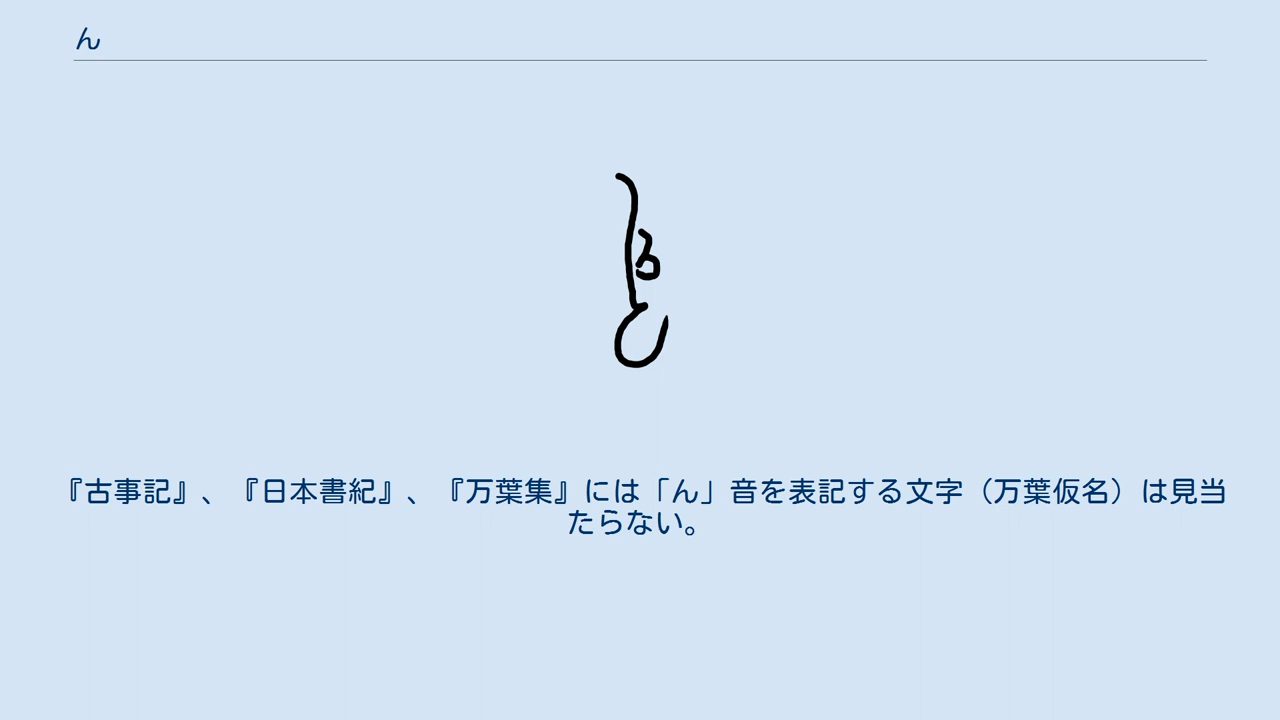 ん
『古事記』、『日本書紀』、『万葉集』には「ん」音を表記する文字（万葉仮名）は見当
たらない。